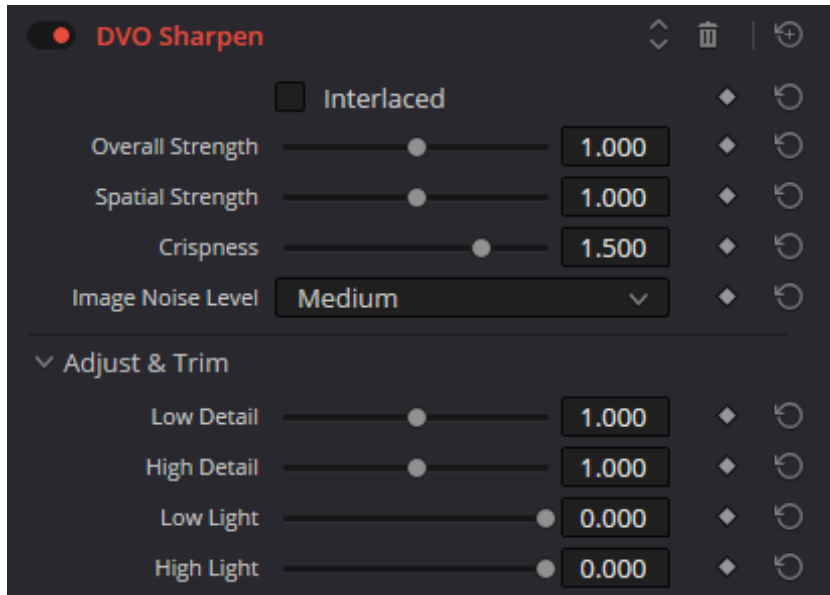 DVO Sharpen
Interlaced
Overall Strength 1.000
Spatial Strength 1.000
Crispness 1.500
Image Noise Level Medium
Adjust & Trim
Low Detail 1.000
High Detail 1.000
Low Light 0.000
High Light 0.000